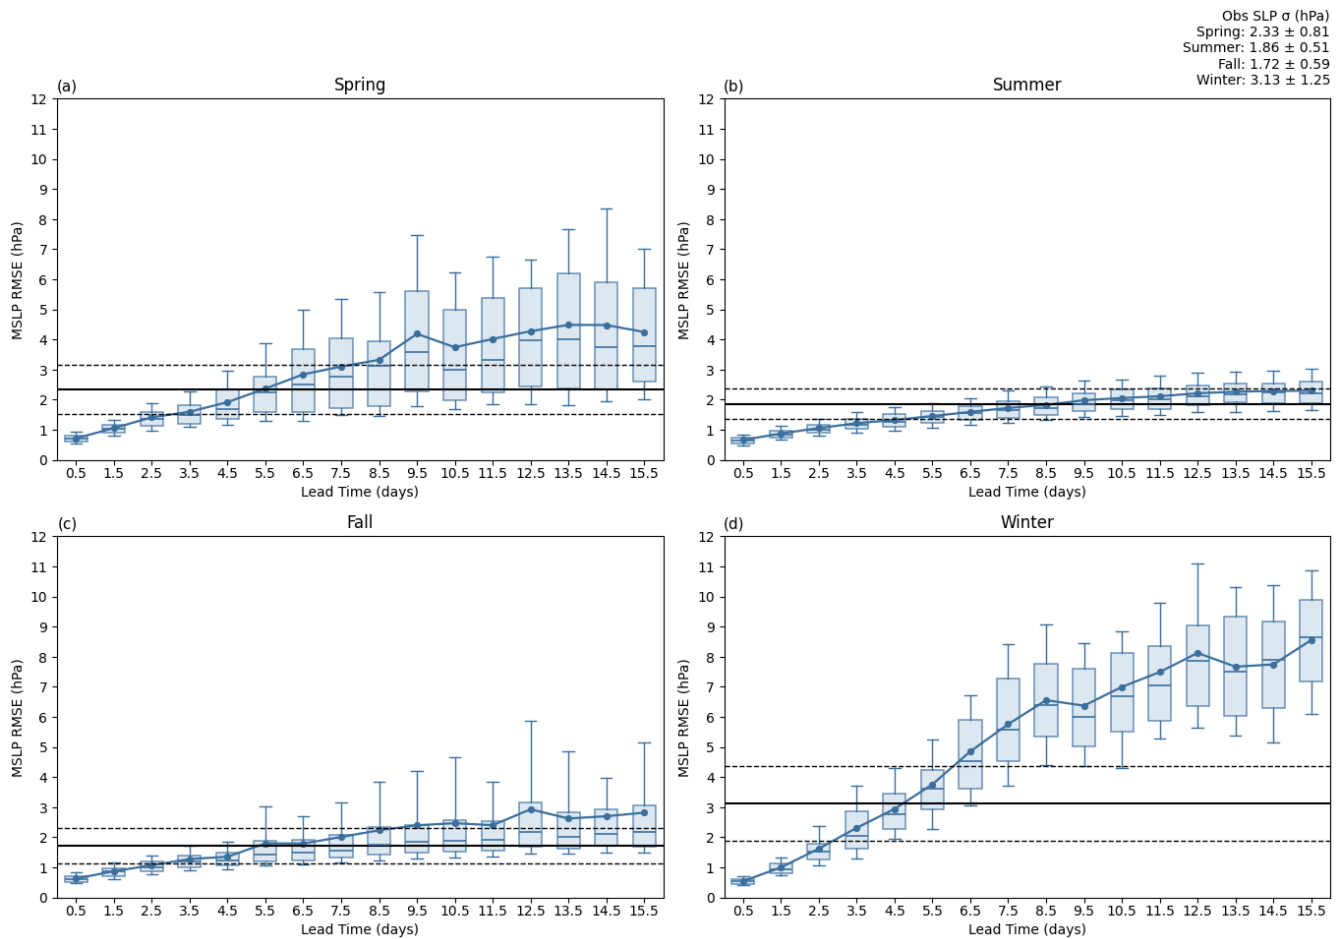 Obs SLP σ (hPa)
Spring: 2.33 ± 0.81
Summer: 1.86 ± 0.51
Fall: 1.72 ± 0.59
Winter: 3.13 ± 1.25
(a)
Spring
12
11
10
9
8
7
6
5
4
3
2
1
0
MSLP RMSE (hPa)
0.5 1.5 2.5 3.5 4.5 5.5 6.5 7.5 8.5 9.5 10.5 11.5 12.5 13.5 14.5 15.5
Lead Time (days)
(b)
Summer
12
11
10
9
8
7
6
5
4
3
2
1
0
MSLP RMSE (hPa)
0.5 1.5 2.5 3.5 4.5 5.5 6.5 7.5 8.5 9.5 10.5 11.5 12.5 13.5 14.5 15.5
Lead Time (days)
(c)
Fall
12
11
10
9
8
7
6
5
4
3
2
1
0
MSLP RMSE (hPa)
0.5 1.5 2.5 3.5 4.5 5.5 6.5 7.5 8.5 9.5 10.5 11.5 12.5 13.5 14.5 15.5
Lead Time (days)
(d)
Winter
12
11
10
9
8
7
6
5
4
3
2
1
0
MSLP RMSE (hPa)
0.5 1.5 2.5 3.5 4.5 5.5 6.5 7.5 8.5 9.5 10.5 11.5 12.5 13.5 14.5 15.5
Lead Time (days)